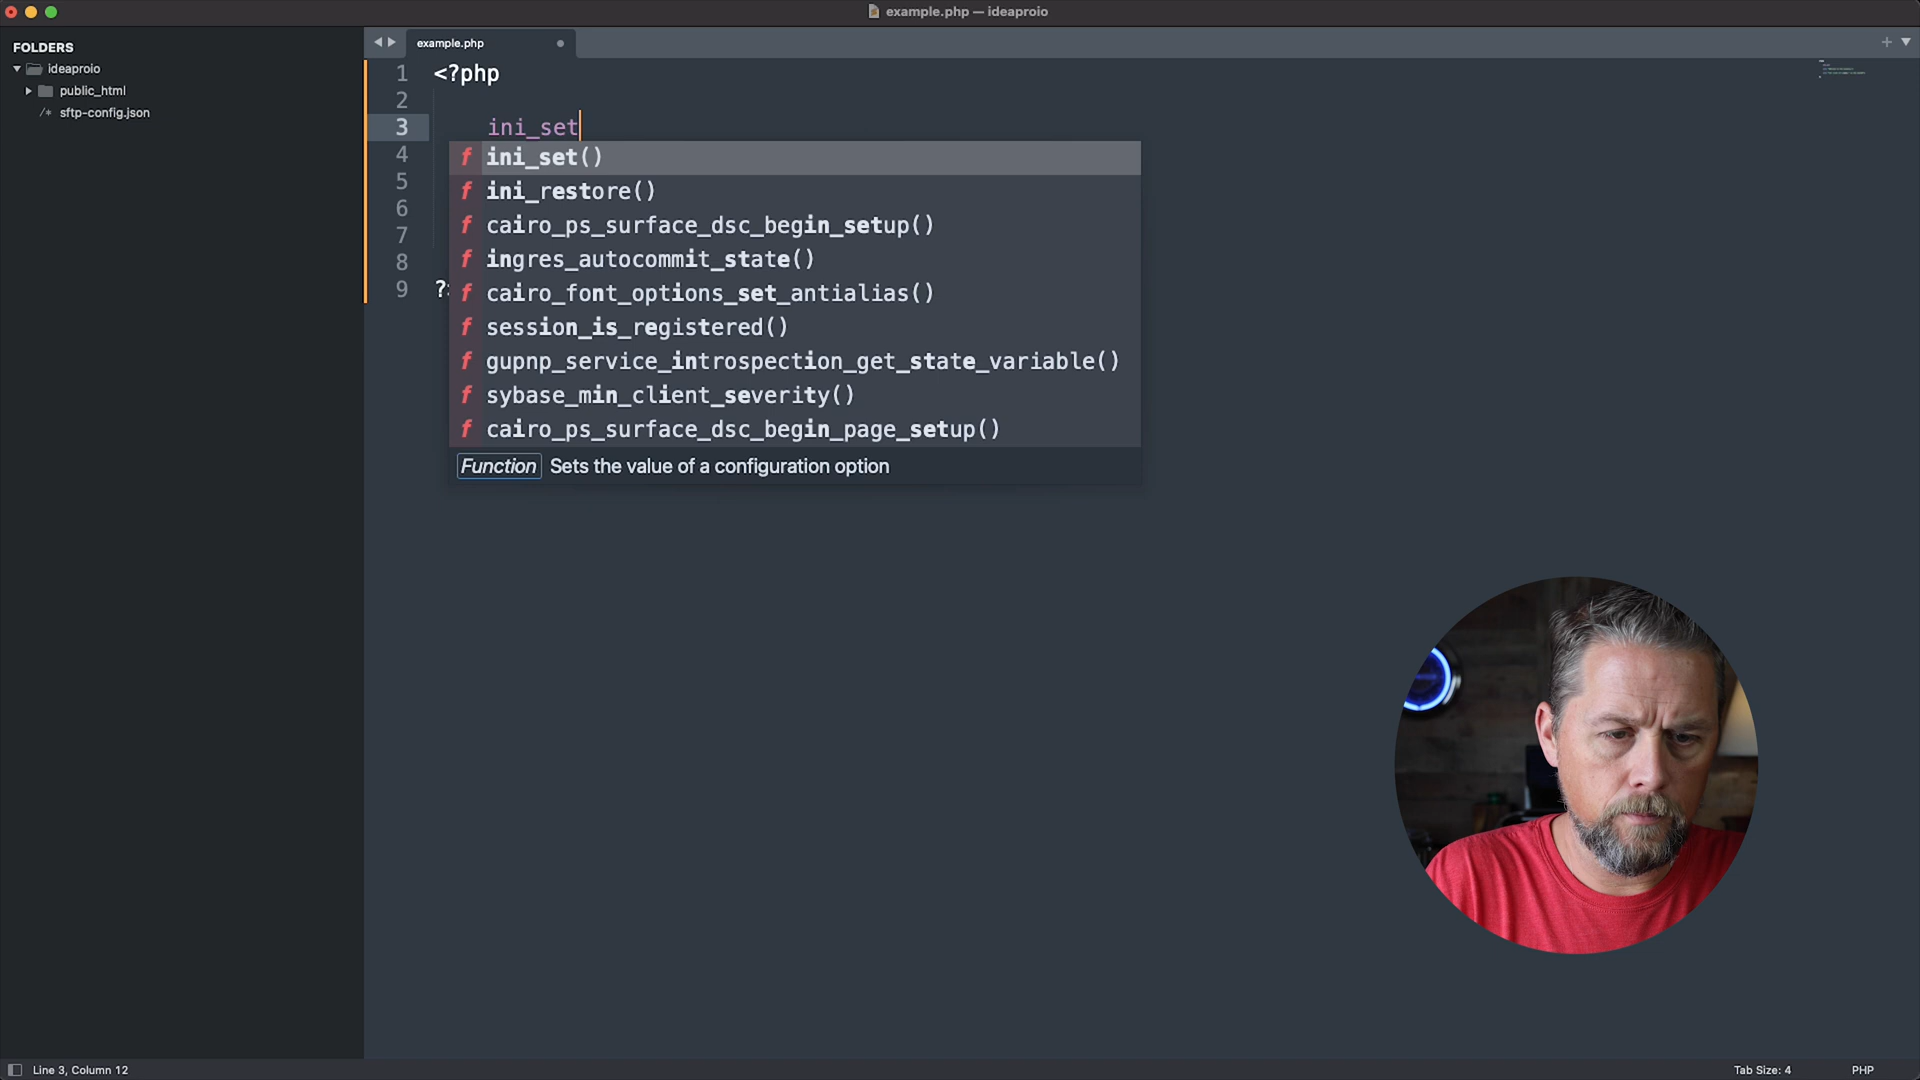 example.php — ideaproio
FOLDERS
ideaproio
public_html
/* sftp-config.json
example.php
1 <?php
2
3 ini_set
4
5
6
7
8
9 ?>
f ini_set()
f ini_restore()
f cairo_ps_surface_dsc_begin_setup()
f ingres_autocommit_state()
f cairo_font_options_set_antialias()
f session_is_registered()
f gupnp_service_introspection_get_state_variable()
f sybase_min_client_severity()
f cairo_ps_surface_dsc_begin_page_setup()
Function Sets the value of a configuration option
Line 3, Column 12
Tab Size: 4
PHP